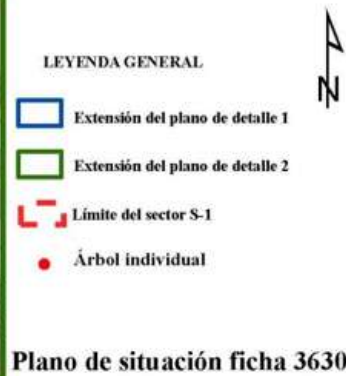 N
LEYENDA GENERAL
Extensión del plano de detalle 1
Extensión del plano de detalle 2
Límite del sector S-1
Árbol individual
Plano de situación ficha 3630